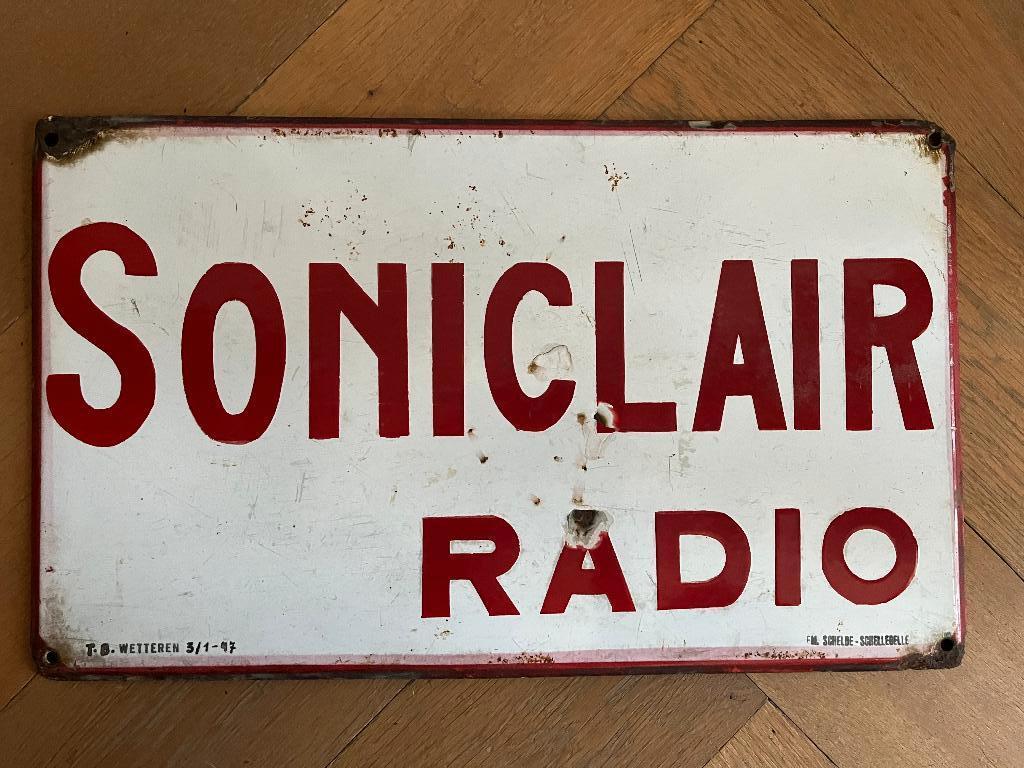 SONICLAIR
RADIO
T.B. WETTEREN 3/1-47
EM. SCHELDE-SCHELLEBELLE